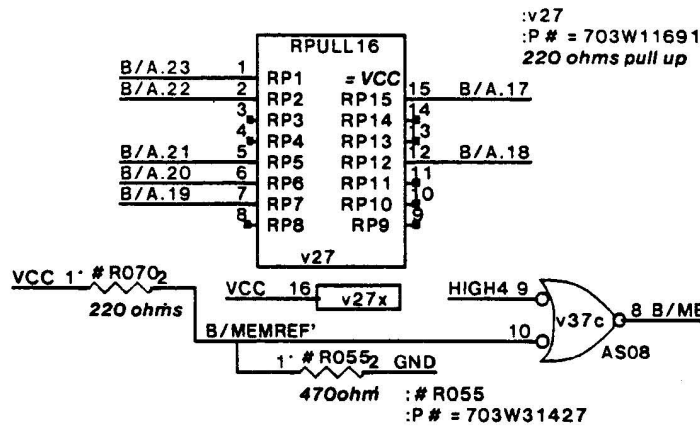 :v27
:P # = 703W11691
220 ohms pull up
RPULL16
B/A.23 1 RP1 = VCC
B/A.22 2 RP2 RP15 15 B/A.17
3 RP3 RP14 14
4 RP4 RP13 13
B/A.21 5 RP5 RP12 12 B/A.18
B/A.20 6 RP6 RP11 11
B/A.19 7 RP7 RP10 10
8 RP8 RP9 9
v27
VCC 1' # R070 2
220 ohms
VCC 16 v27x
HIGH4 9
v37c
8 B/ME
B/MEMREF' 10
AS08
1' # R055 2 GND
470ohm
:# R055
:P # = 703W31427